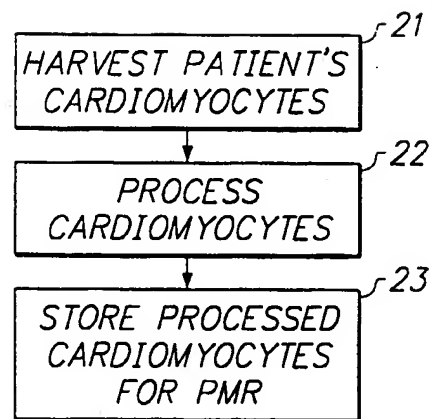 21
HARVEST PATIENT'S
CARDIOMYOCYTES
22
PROCESS
CARDIOMYOCYTES
23
STORE PROCESSED
CARDIOMYOCYTES
FOR PMR